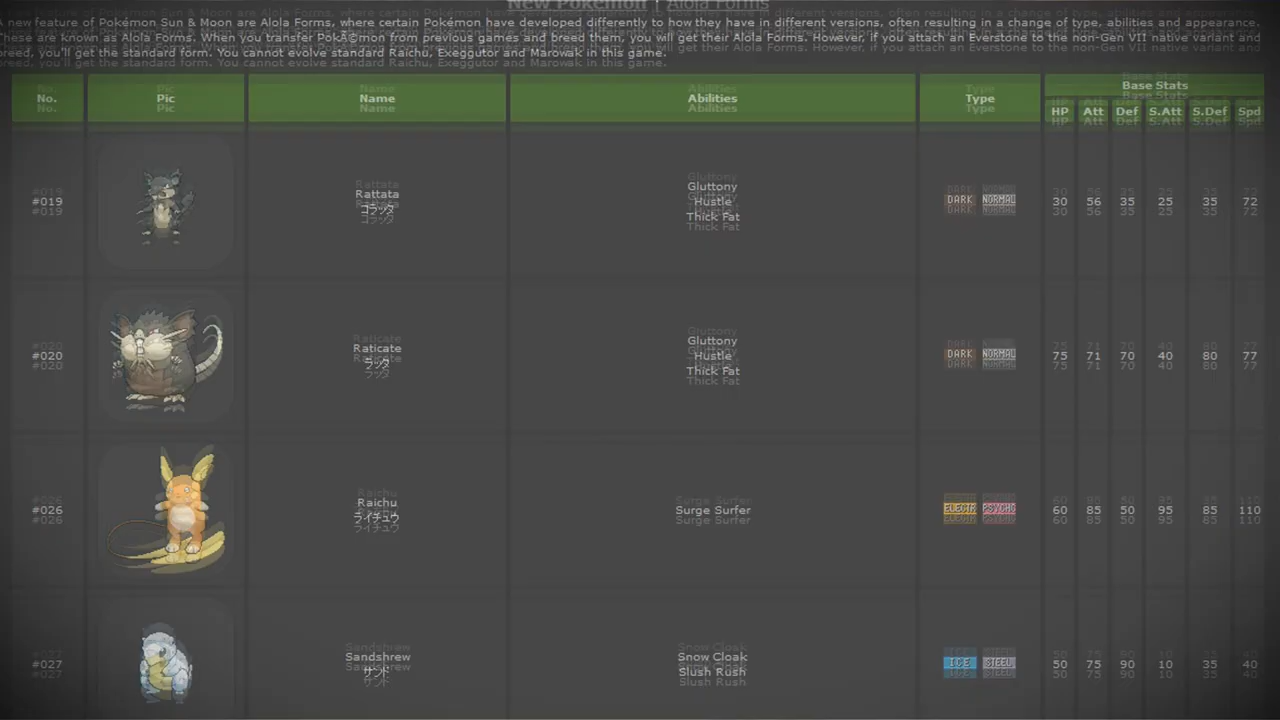 New Pokémon | Alola Forms
A new feature of Pokémon Sun & Moon are Alola Forms, where certain Pokémon have developed differently to how they have in different versions, often resulting in a change of type, abilities and appearance.
These are known as Alola Forms. When you transfer PokÃ©mon from previous games and breed them, you will get their Alola Forms. However, if you attach an Everstone to the non-Gen VII native variant and
breed, you'll get the standard form. You cannot evolve standard Raichu, Exeggutor and Marowak in this game.
No. Pic Name Abilities Type Base Stats
HP Att Def S.Att S.Def Spd
#019 Rattata コラッタ Gluttony Hustle Thick Fat DARK NORMAL 30 56 35 25 35 72
#020 Raticate ラッタ Gluttony Hustle Thick Fat DARK NORMAL 75 71 70 40 80 77
#026 Raichu ライチュウ Surge Surfer ELECTR PSYCHC 60 85 50 95 85 110
#027 Sandshrew サンド Snow Cloak Slush Rush ICE STEEL 50 75 90 10 35 40